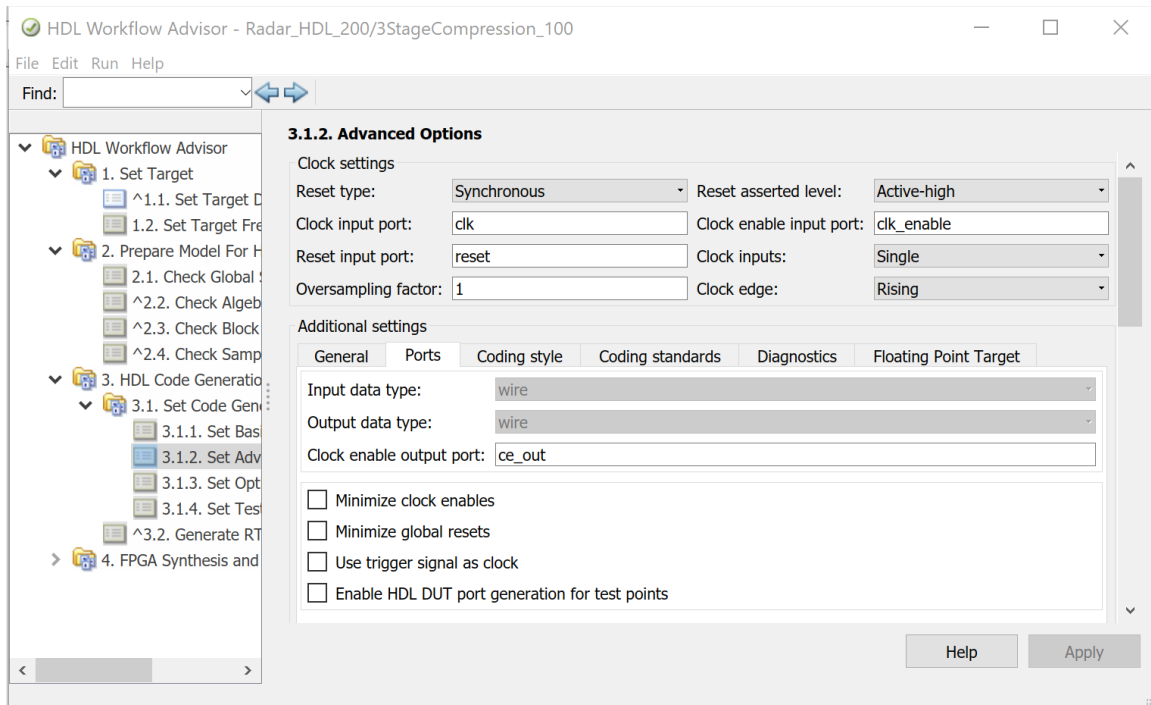 HDL Workflow Advisor - Radar_HDL_200/3StageCompression_100
File Edit Run Help
Find:
HDL Workflow Advisor
1. Set Target
^1.1. Set Target D
1.2. Set Target Fre
2. Prepare Model For H
2.1. Check Global S
^2.2. Check Algeb
^2.3. Check Block
^2.4. Check Samp
3. HDL Code Generatio
3.1. Set Code Gene
3.1.1. Set Basi
3.1.2. Set Adv
3.1.3. Set Opt
3.1.4. Set Test
^3.2. Generate RT
4. FPGA Synthesis and
3.1.2. Advanced Options
Clock settings
Reset type: Synchronous Reset asserted level: Active-high
Clock input port: clk Clock enable input port: clk_enable
Reset input port: reset Clock inputs: Single
Oversampling factor: 1 Clock edge: Rising
Additional settings
General Ports Coding style Coding standards Diagnostics Floating Point Target
Input data type: wire
Output data type: wire
Clock enable output port: ce_out
Minimize clock enables
Minimize global resets
Use trigger signal as clock
Enable HDL DUT port generation for test points
Help Apply